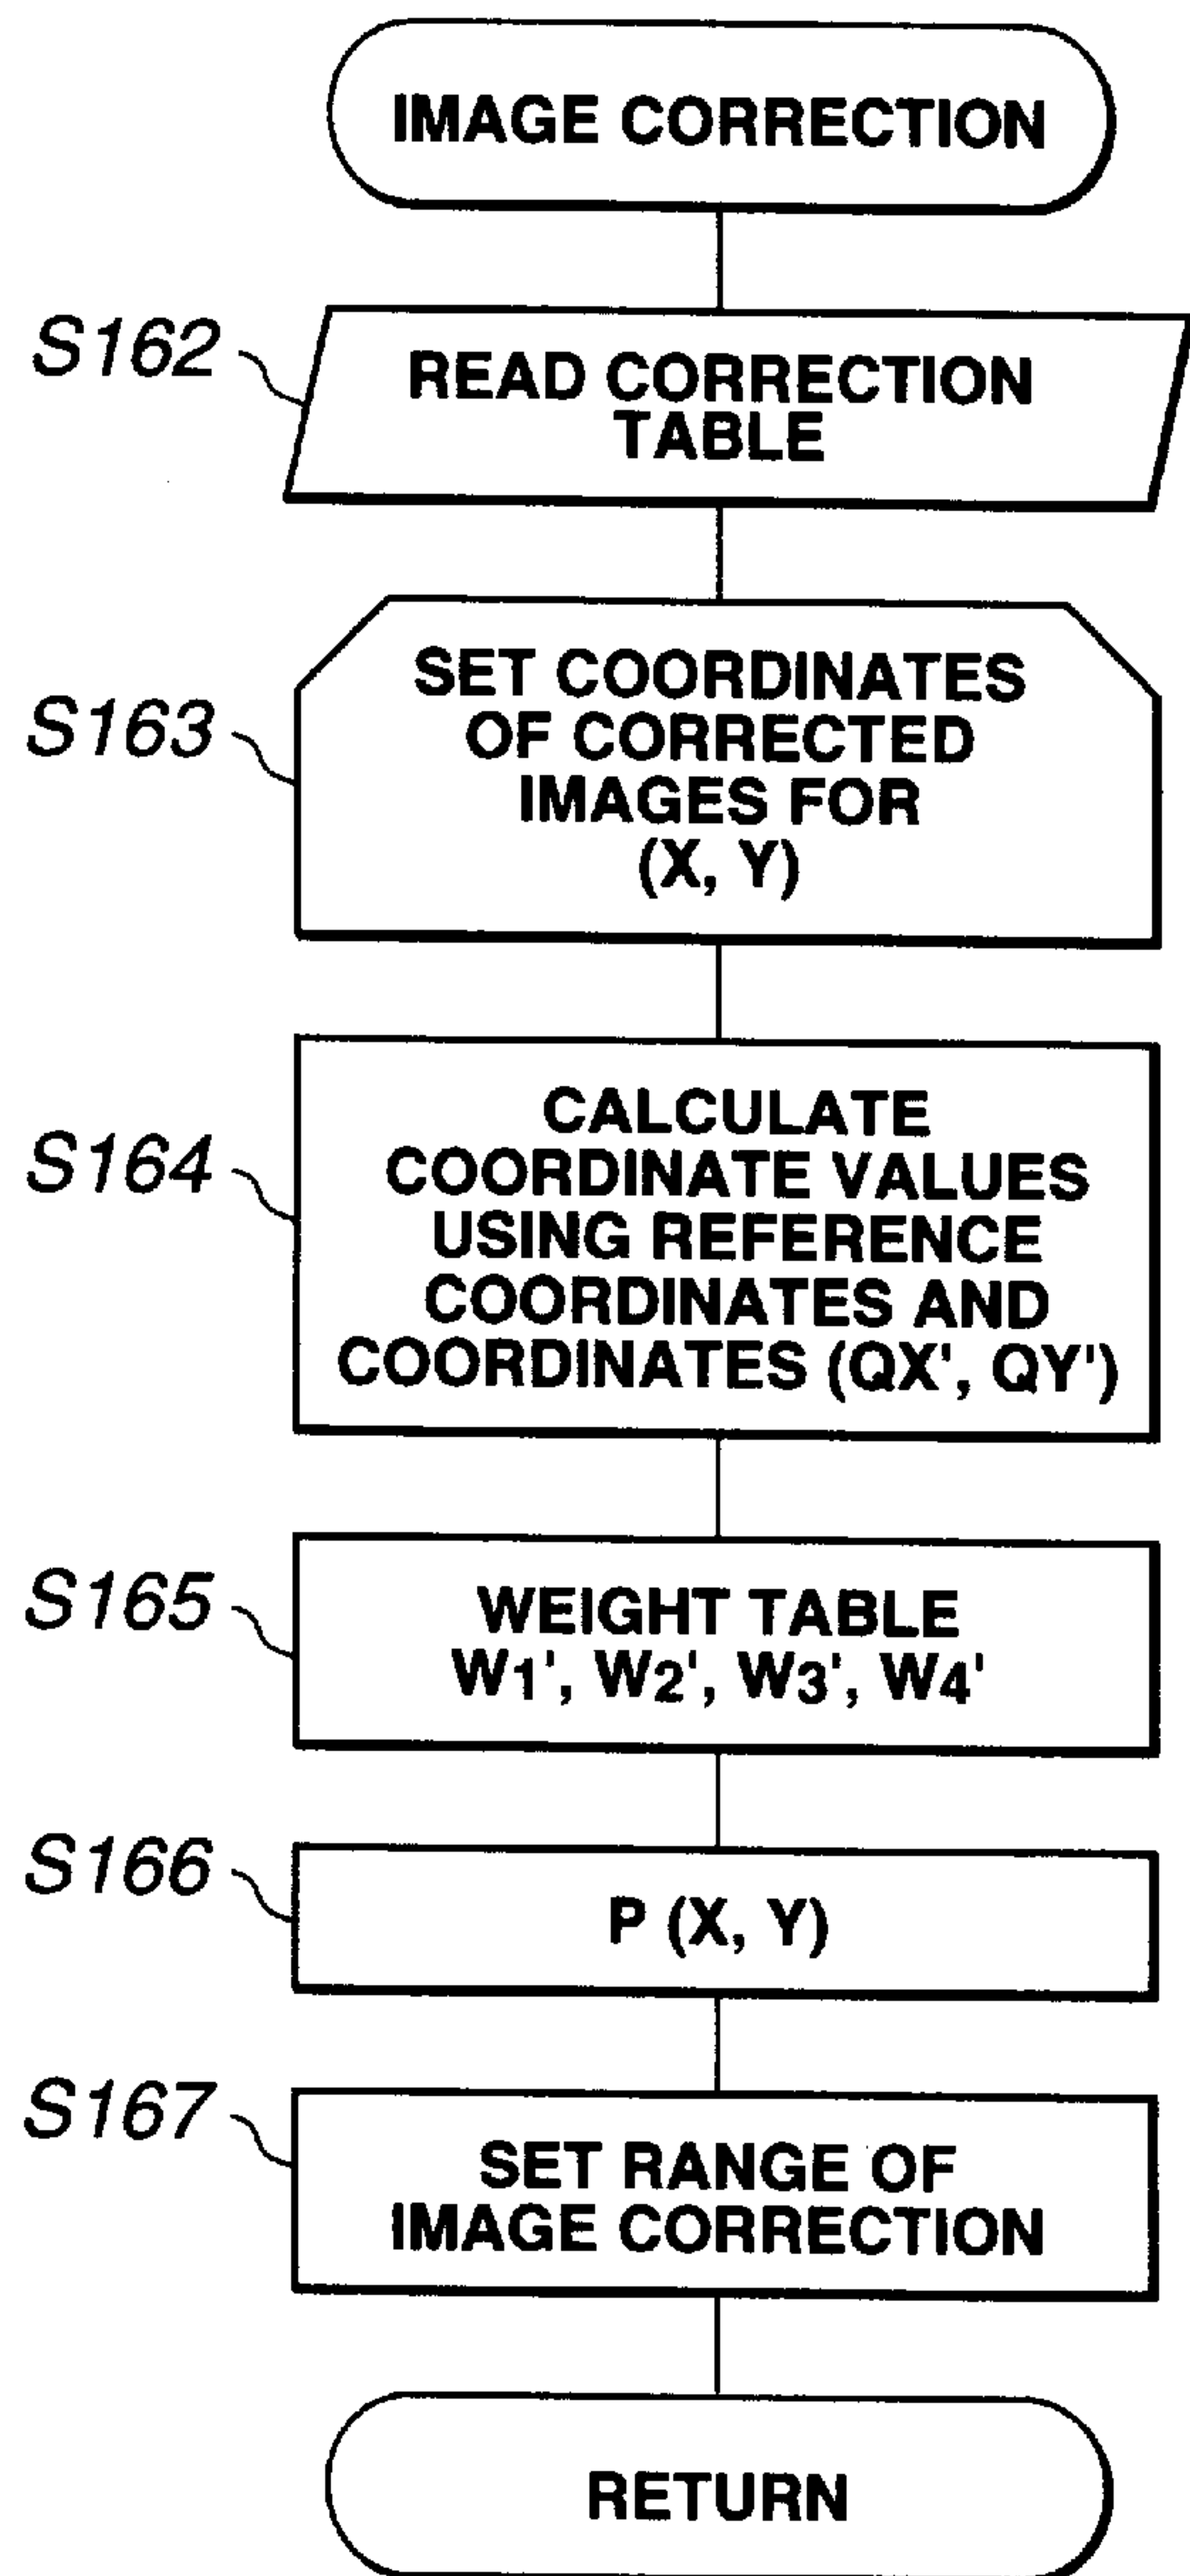 IMAGE CORRECTION
S162
READ CORRECTION
TABLE
S163
SET COORDINATES
OF CORRECTED
IMAGES FOR
(X, Y)
S164
CALCULATE
COORDINATE VALUES
USING REFERENCE
COORDINATES AND
COORDINATES (QX', QY')
S165
WEIGHT TABLE
W1', W2', W3', W4'
S166
P (X, Y)
S167
SET RANGE OF
IMAGE CORRECTION
RETURN